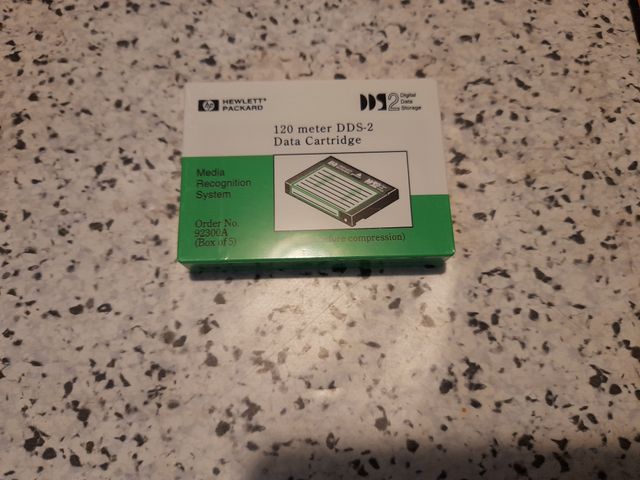 hp HEWLETT®
PACKARD
DDS2 Digital
Data
Storage
120 meter DDS-2
Data Cartridge
Media
Recognition
System
Order No.
92300A
(Box of 5)
compression)